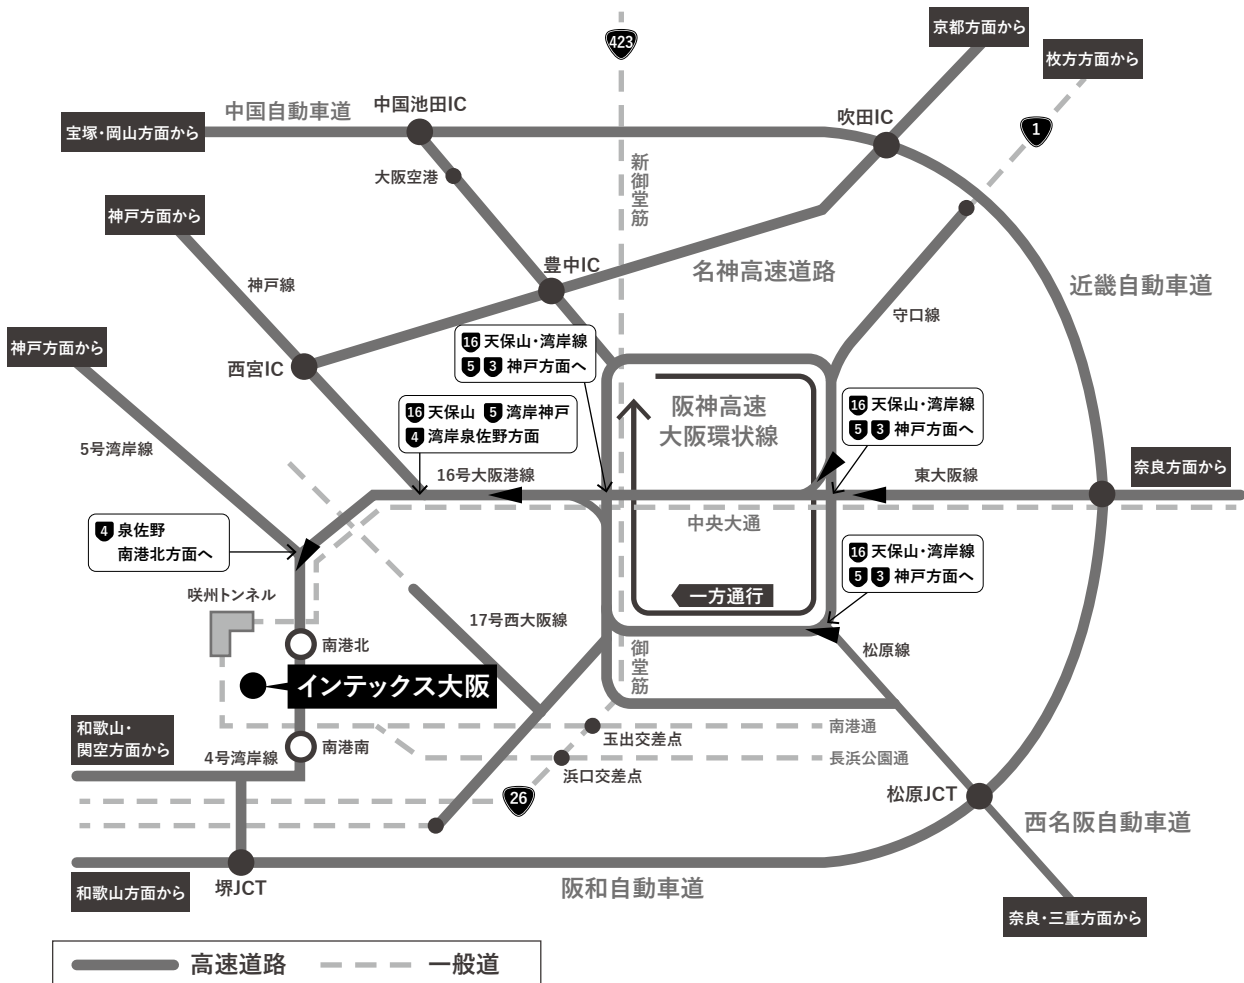 423
京都方面から
枚方方面から
中国自動車道
中国池田IC
吹田IC
宝塚・岡山方面から
1
大阪空港
新御堂筋
神戸方面から
豊中IC
名神高速道路
近畿自動車道
神戸線
守口線
神戸方面から
16 天保山・湾岸線
5 3 神戸方面へ
西宮IC
16 天保山 5 湾岸神戸
4 湾岸泉佐野方面
阪神高速
大阪環状線
16 天保山・湾岸線
5 3 神戸方面へ
5号湾岸線
16号大阪港線
東大阪線
奈良方面から
中央大通
4 泉佐野
南港北方面へ
16 天保山・湾岸線
5 3 神戸方面へ
咲州トンネル
一方通行
17号西大阪線
南港北
御堂筋
松原線
インテックス大阪
和歌山・
関空方面から
4号湾岸線
南港南
玉出交差点
南港通
浜口交差点
長浜公園通
26
松原JCT
西名阪自動車道
和歌山方面から
堺JCT
阪和自動車道
奈良・三重方面から
高速道路
一般道